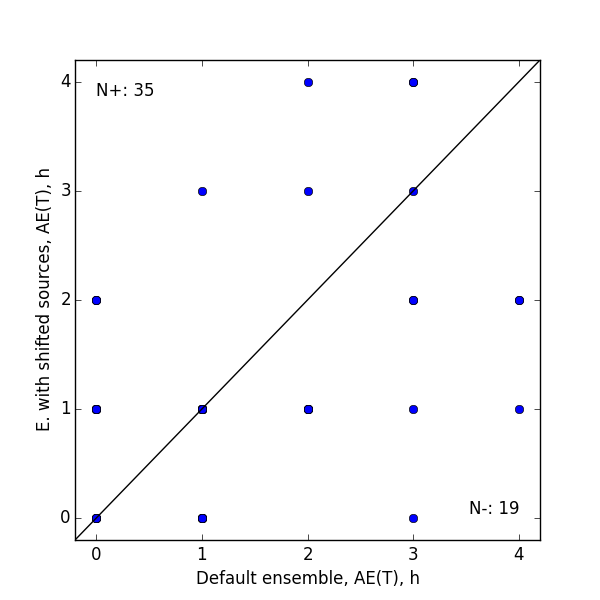 4
N+: 35
3
2
1
0
N-: 19
0 1 2 3 4
Default ensemble, AE(T), h
E. with shifted sources, AE(T), h